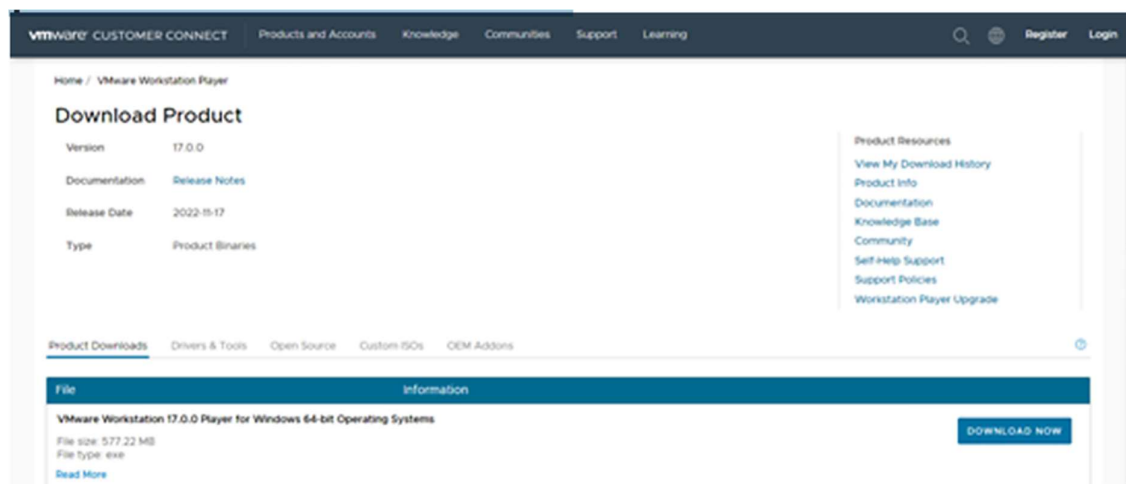 vmware CUSTOMER CONNECT Products and Accounts Knowledge Communities Support Learning Register Login
Home / VMware Workstation Player
Download Product
Version 17.0.0
Documentation Release Notes
Release Date 2022-11-17
Type Product Binaries
Product Resources
View My Download History
Product Info
Documentation
Knowledge Base
Community
Self-Help Support
Support Policies
Workstation Player Upgrade
Product Downloads Drivers & Tools Open Source Custom ISOs OEM Addons
File Information
VMware Workstation 17.0.0 Player for Windows 64-bit Operating Systems
File size: 577.22 MB
File type: exe
Read More
DOWNLOAD NOW